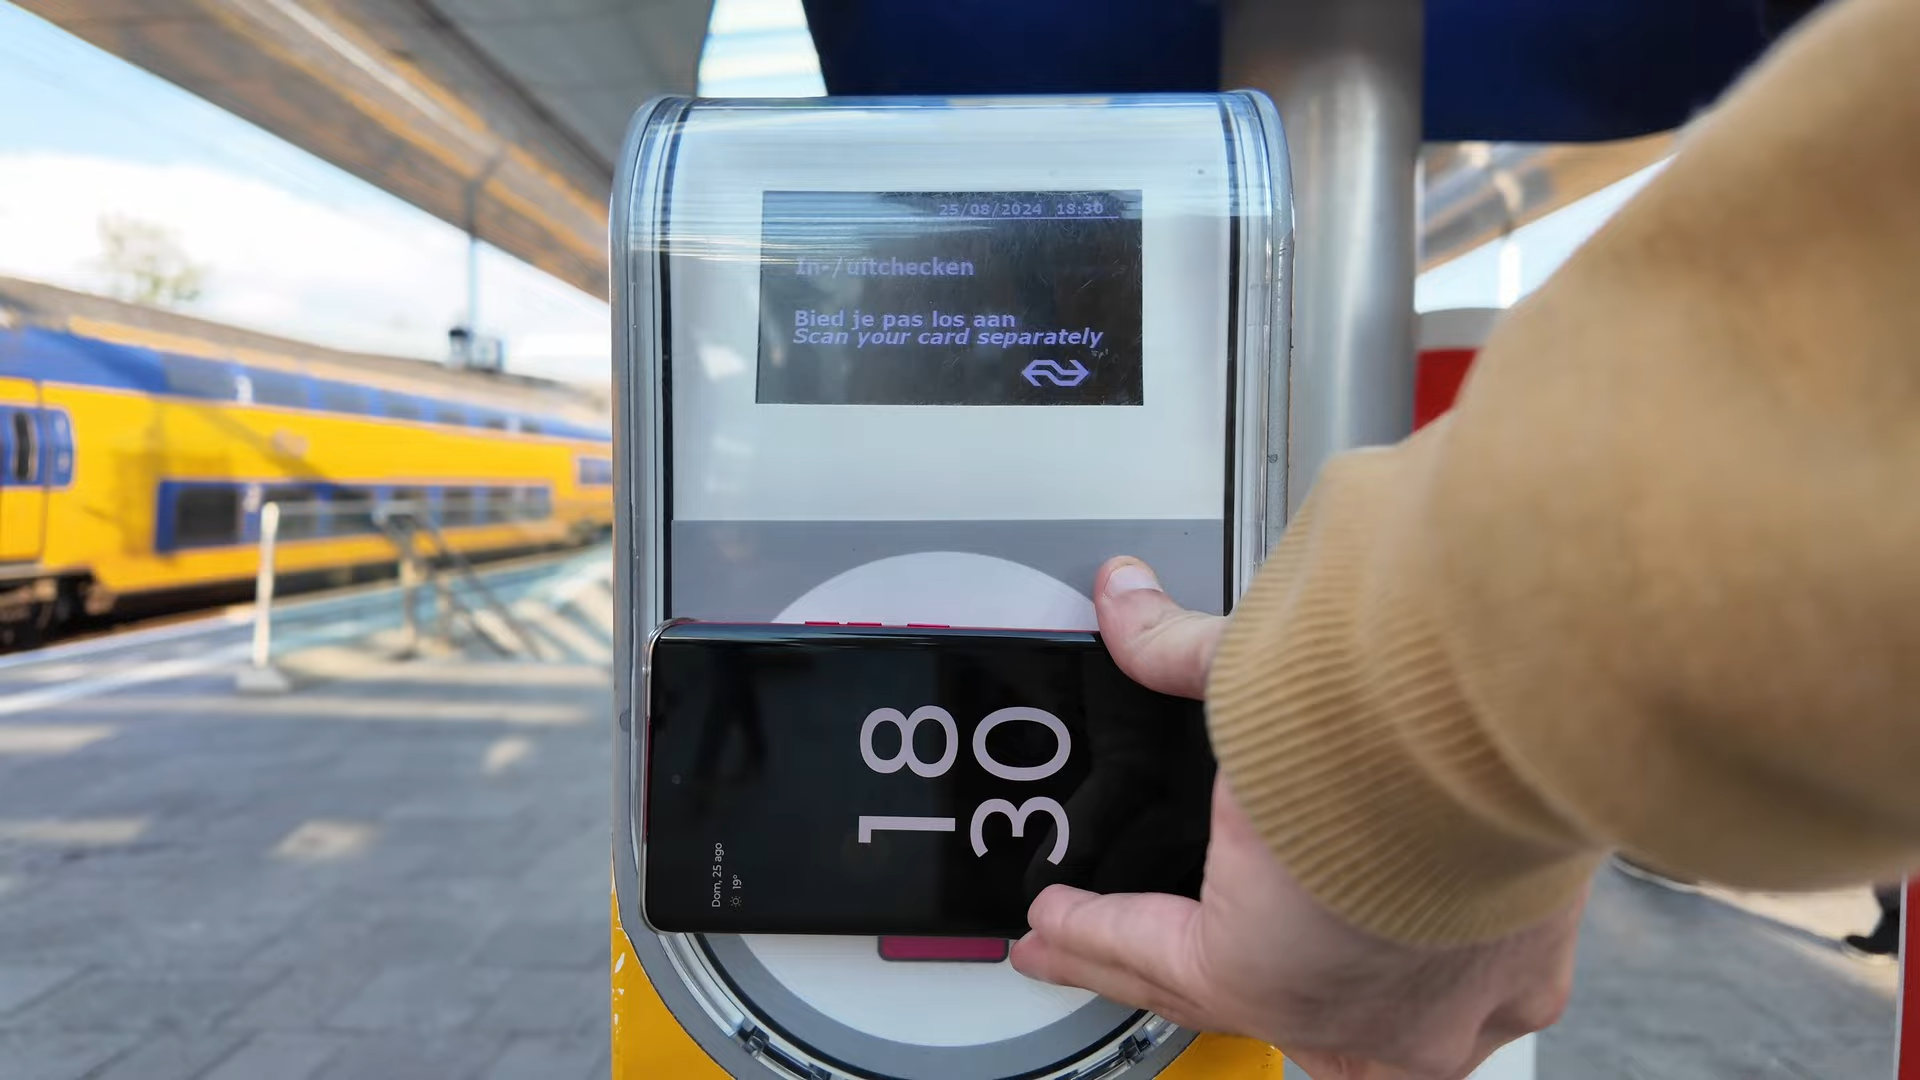 25/08/2024 18:30
In-/uitchecken
Bied je pas los aan
Scan your card separately
18
30
Dom, 25 ago
19°